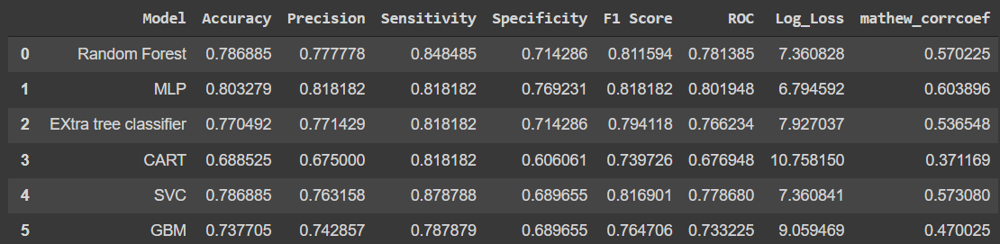 Model Accuracy Precision Sensitivity Specificity F1 Score ROC Log_Loss mathew_corrcoef
0 Random Forest 0.786885 0.777778 0.848485 0.714286 0.811594 0.781385 7.360828 0.570225
1 MLP 0.803279 0.818182 0.818182 0.769231 0.818182 0.801948 6.794592 0.603896
2 EXtra tree classifier 0.770492 0.771429 0.818182 0.714286 0.794118 0.766234 7.927037 0.536548
3 CART 0.688525 0.675000 0.818182 0.606061 0.739726 0.676948 10.758150 0.371169
4 SVC 0.786885 0.763158 0.878788 0.689655 0.816901 0.778680 7.360841 0.573080
5 GBM 0.737705 0.742857 0.787879 0.689655 0.764706 0.733225 9.059469 0.470025